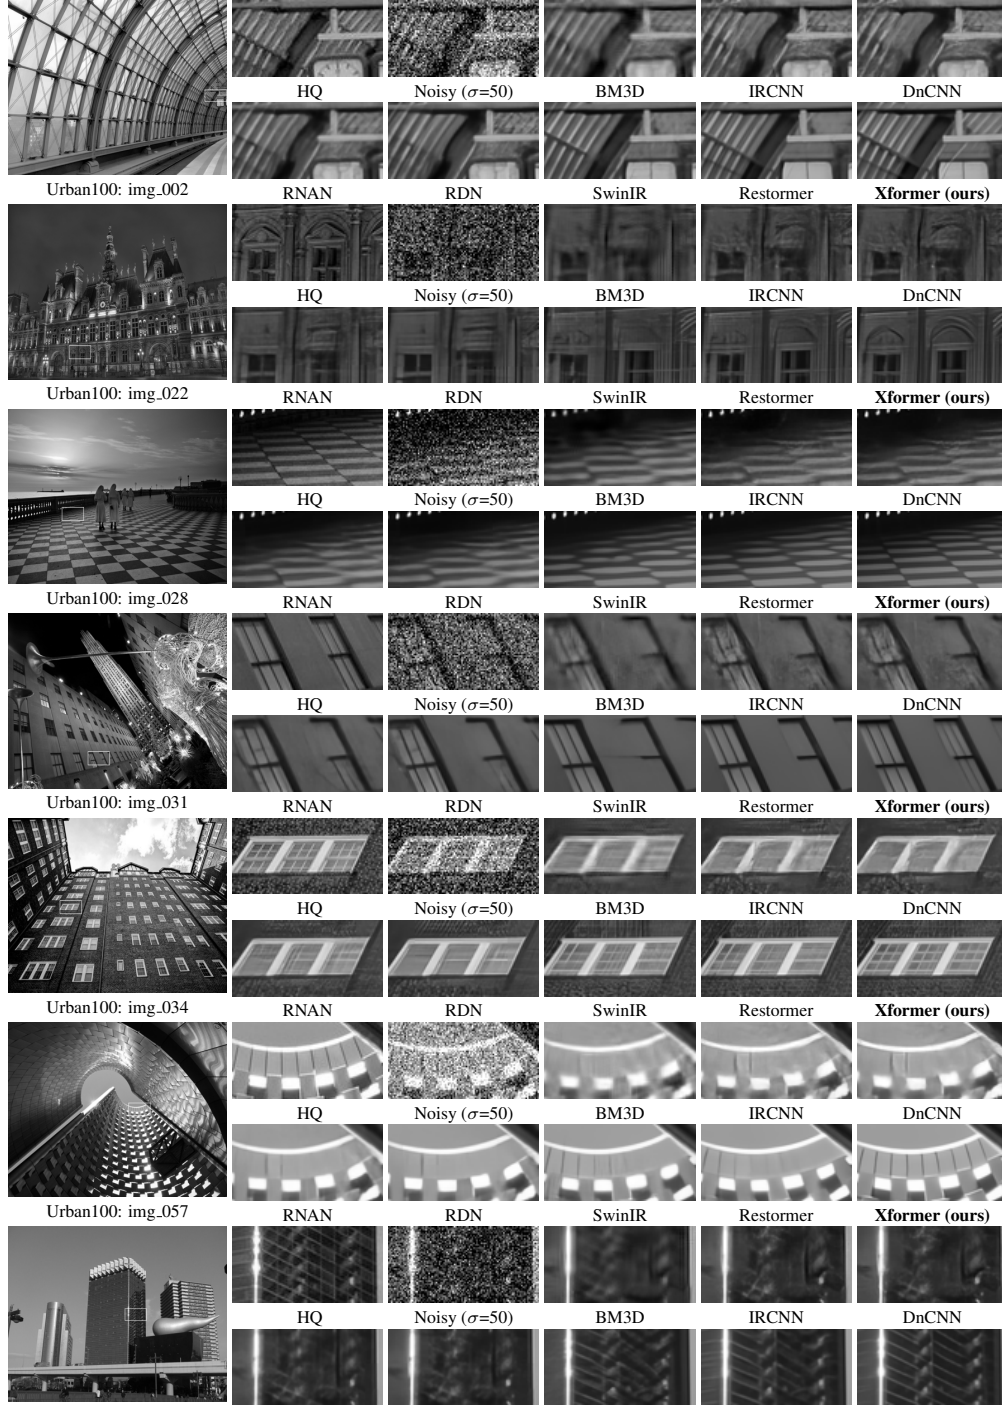 HQ Noisy (σ=50) BM3D IRCNN DnCNN
Urban100: img_002 RNAN RDN SwinIR Restormer Xformer (ours)
HQ Noisy (σ=50) BM3D IRCNN DnCNN
Urban100: img_022 RNAN RDN SwinIR Restormer Xformer (ours)
HQ Noisy (σ=50) BM3D IRCNN DnCNN
Urban100: img_028 RNAN RDN SwinIR Restormer Xformer (ours)
HQ Noisy (σ=50) BM3D IRCNN DnCNN
Urban100: img_031 RNAN RDN SwinIR Restormer Xformer (ours)
HQ Noisy (σ=50) BM3D IRCNN DnCNN
Urban100: img_034 RNAN RDN SwinIR Restormer Xformer (ours)
HQ Noisy (σ=50) BM3D IRCNN DnCNN
Urban100: img_057 RNAN RDN SwinIR Restormer Xformer (ours)
HQ Noisy (σ=50) BM3D IRCNN DnCNN